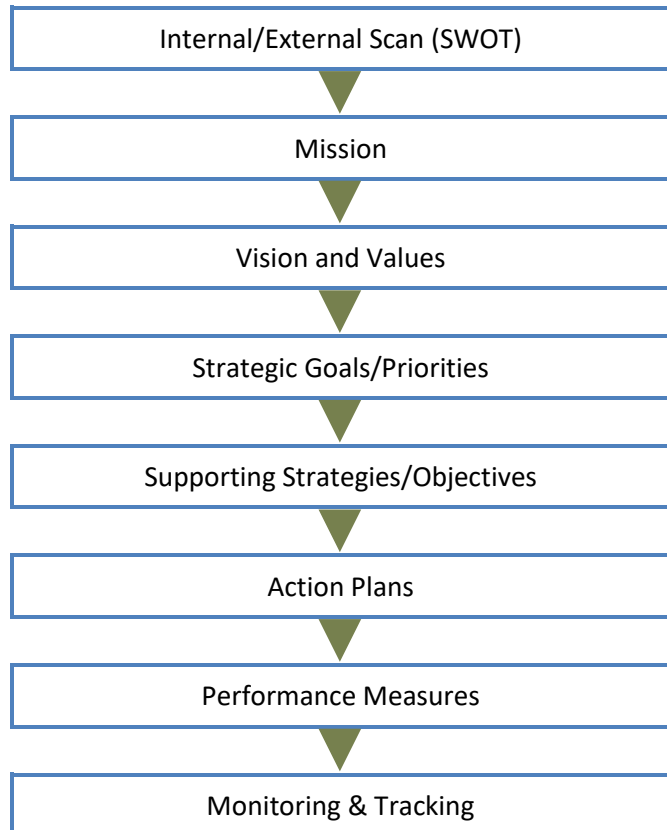 Internal/External Scan (SWOT)
Mission
Vision and Values
Strategic Goals/Priorities
Supporting Strategies/Objectives
Action Plans
Performance Measures
Monitoring & Tracking